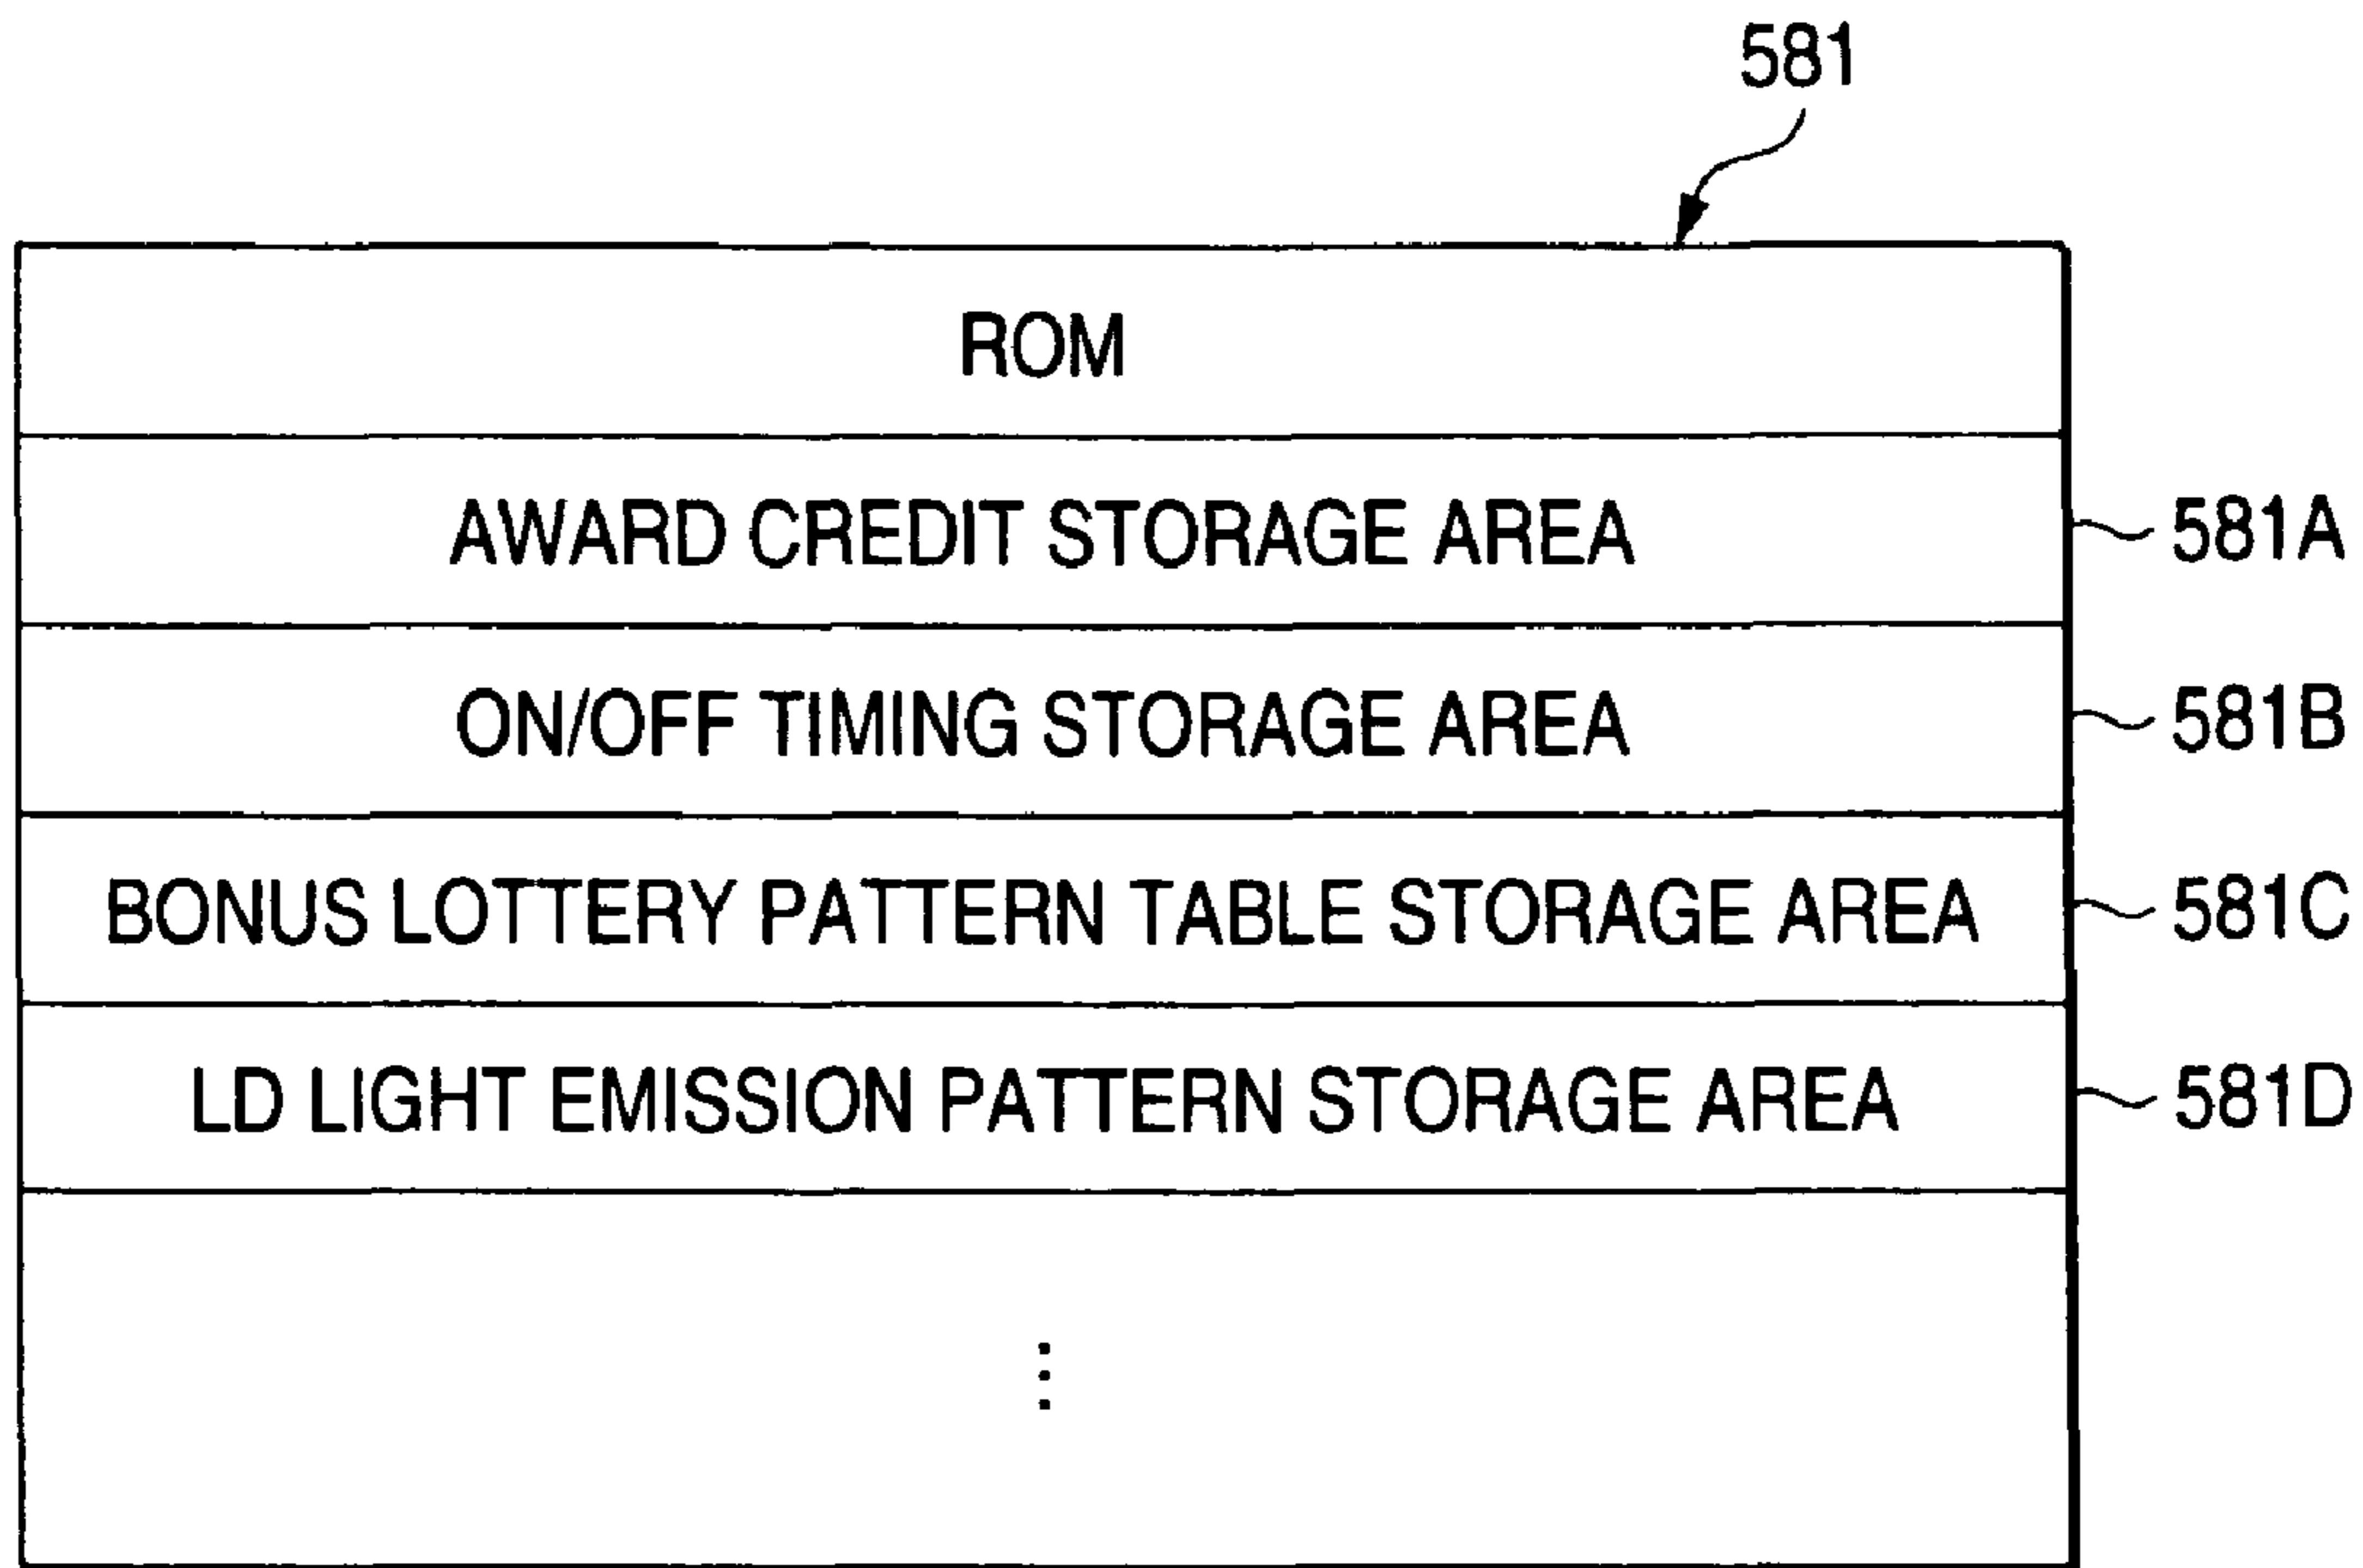 581
ROM
AWARD CREDIT STORAGE AREA 581A
ON/OFF TIMING STORAGE AREA 581B
BONUS LOTTERY PATTERN TABLE STORAGE AREA 581C
LD LIGHT EMISSION PATTERN STORAGE AREA 581D
⋮